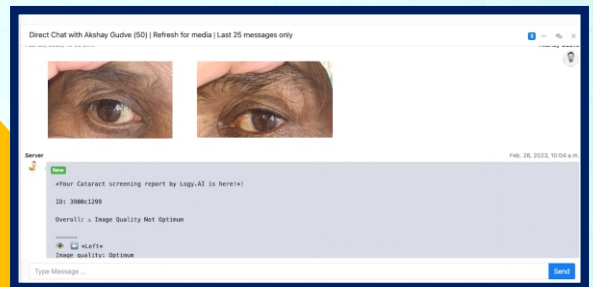 Direct Chat with Akshay Gudve (50) | Refresh for media | Last 25 messages only
3
Server
Feb. 26, 2023, 10:04 a.m.
New
*Your Cataract screening report by Logy.AI is here!*!
ID: 3980c1299
Overall: Image Quality Not Optimum
*Left*
Image quality: Optimum
Type Message ...
Send